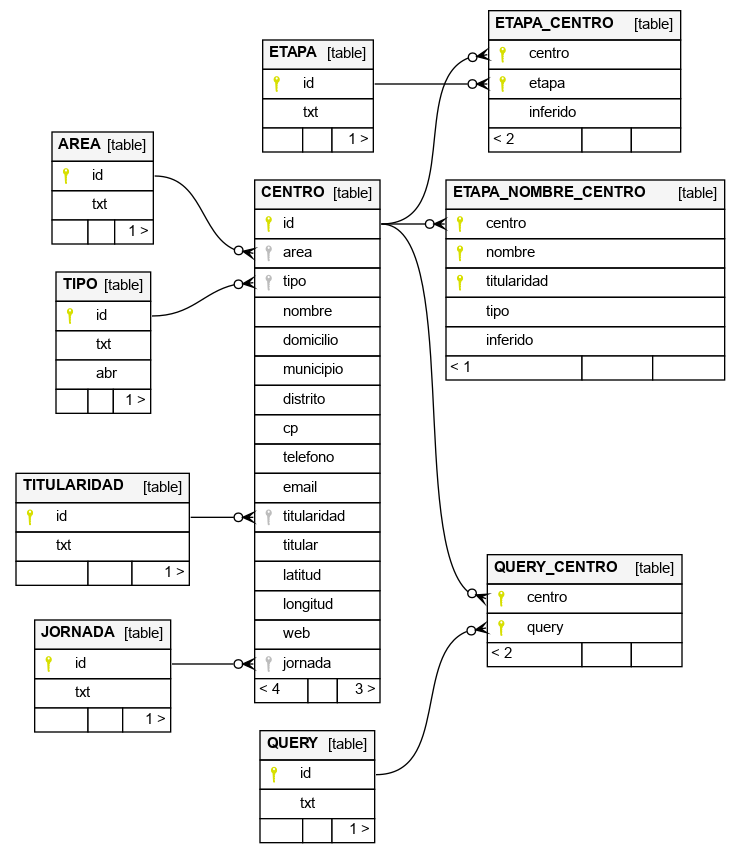 ETAPA_CENTRO [table]
centro
etapa
inferido
< 2
ETAPA [table]
id
txt
1 >
AREA [table]
id
txt
1 >
CENTRO [table]
id
area
tipo
nombre
domicilio
municipio
distrito
cp
telefono
email
titularidad
titular
latitud
longitud
web
jornada
< 4 3 >
ETAPA_NOMBRE_CENTRO [table]
centro
nombre
titularidad
tipo
inferido
< 1
TIPO [table]
id
txt
abr
1 >
TITULARIDAD [table]
id
txt
1 >
QUERY_CENTRO [table]
centro
query
< 2
JORNADA [table]
id
txt
1 >
QUERY [table]
id
txt
1 >